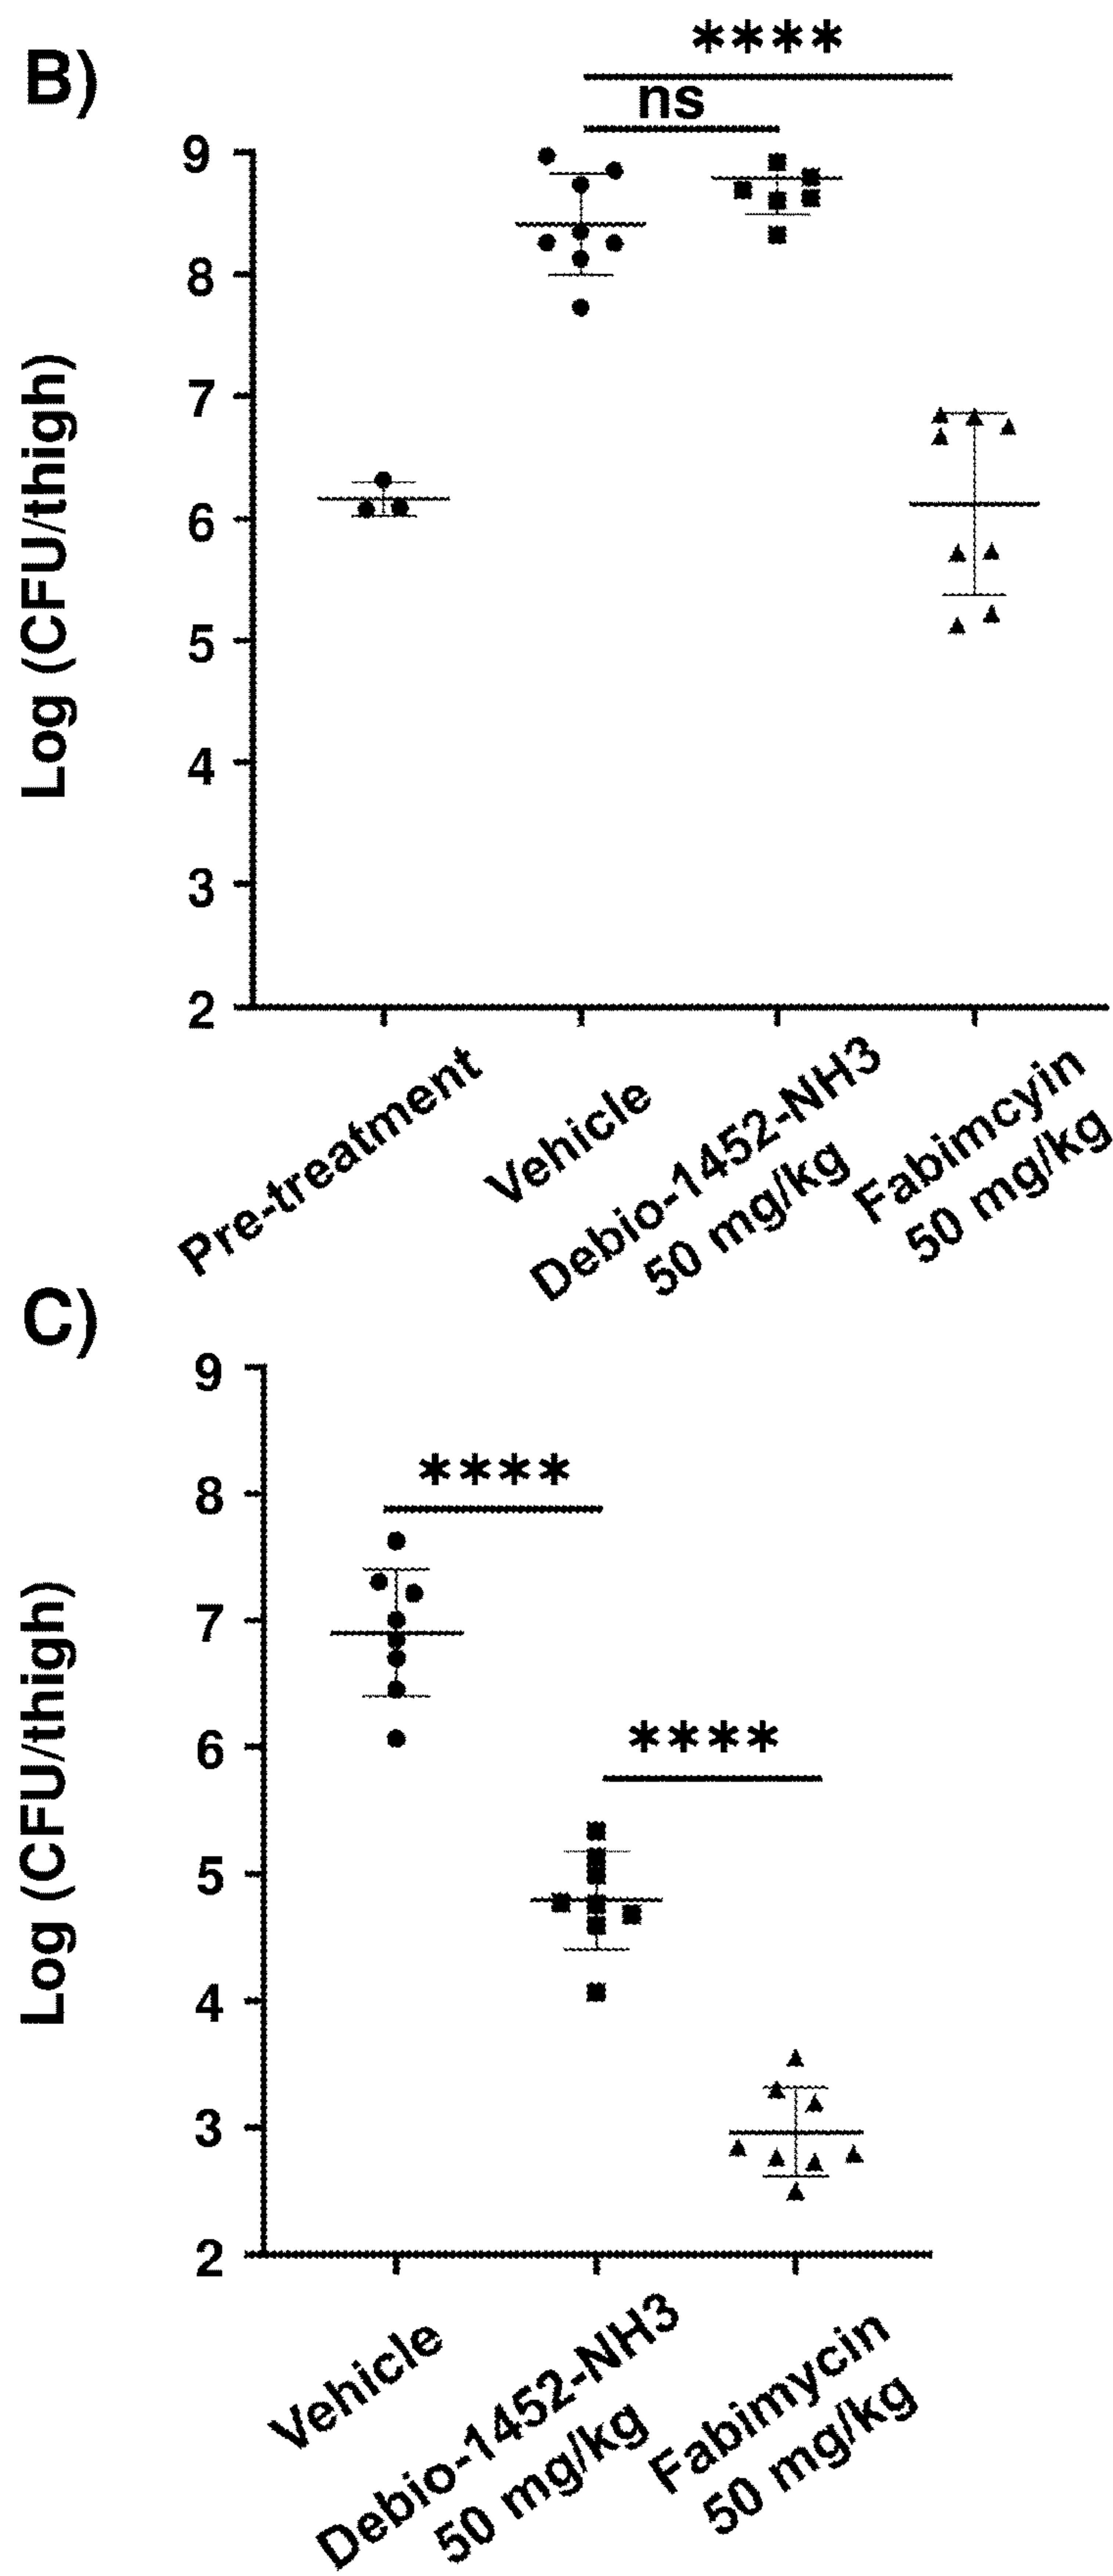 B)
****
ns
9
8
7
6
5
4
3
2
Log (CFU/thigh)
Pre-treatment
Vehicle
Debio-1452-NH3
50 mg/kg
Fabimcyin
50 mg/kg
C)
9
8
7
6
5
4
3
2
****
****
Log (CFU/thigh)
Vehicle
Debio-1452-NH3
50 mg/kg
Fabimycin
50 mg/kg